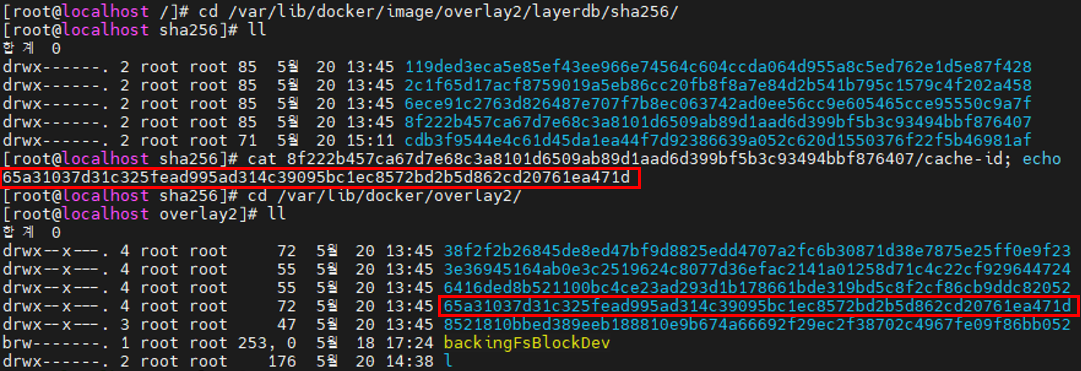 [root@localhost /]# cd /var/lib/docker/image/overlay2/layerdb/sha256/
[root@localhost sha256]# ll
합계 0
drwx------. 2 root root 85 5월 20 13:45 119ded3eca5e85ef43ee966e74564c604ccda064d955a8c5ed762e1d5e87f428
drwx------. 2 root root 85 5월 20 13:45 2c1f65d17acf8759019a5eb86cc20fb8f8a7e84d2b541b795c1579c4f202a458
drwx------. 2 root root 85 5월 20 13:45 6ece91c2763d826487e707f7b8ec063742ad0ee56cc9e605465cce95550c9a7f
drwx------. 2 root root 85 5월 20 13:45 8f222b457ca67d7e68c3a8101d6509ab89d1aad6d399bf5b3c93494bbf876407
drwx------. 2 root root 71 5월 20 15:11 cdb3f9544e4c61d45da1ea44f7d92386639a052c620d1550376f22f5b46981af
[root@localhost sha256]# cat 8f222b457ca67d7e68c3a8101d6509ab89d1aad6d399bf5b3c93494bbf876407/cache-id; echo
65a31037d31c325fead995ad314c39095bc1ec8572bd2b5d862cd20761ea471d
[root@localhost sha256]# cd /var/lib/docker/overlay2/
[root@localhost overlay2]# ll
합계 0
drwx--x---. 4 root root 72 5월 20 13:45 38f2f2b26845de8ed47bf9d8825edd4707a2fc6b30871d38e7875e25ff0e9f23
drwx--x---. 4 root root 55 5월 20 13:45 3e36945164ab0e3c2519624c8077d36efac2141a01258d71c4c22cf929644724
drwx--x---. 4 root root 55 5월 20 13:45 6416ded8b521100bc4ce23ad293d1b178661bde319bd5c8f2cf86cb9ddc82052
drwx--x---. 4 root root 72 5월 20 13:45 65a31037d31c325fead995ad314c39095bc1ec8572bd2b5d862cd20761ea471d
drwx--x---. 3 root root 47 5월 20 13:45 8521810bbed389eeb188810e9b674a66692f29ec2f38702c4967fe09f86bb052
brw-------. 1 root root 253, 0 5월 18 17:24 backingFsBlockDev
drwx------. 2 root root 176 5월 20 14:38 l